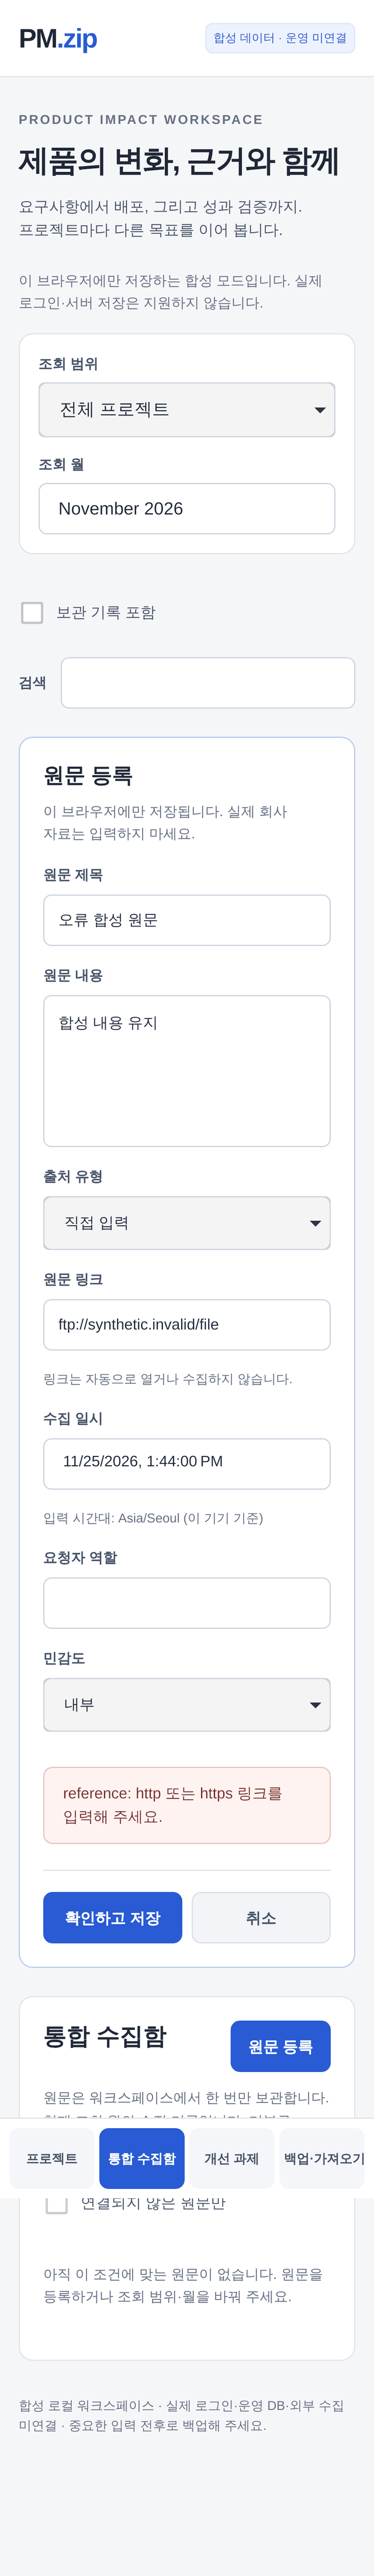 PM.zip
합성 데이터 · 운영 미연결
PRODUCT IMPACT WORKSPACE
제품의 변화, 근거와 함께
요구사항에서 배포, 그리고 성과 검증까지.
프로젝트마다 다른 목표를 이어 봅니다.
이 브라우저에만 저장하는 합성 모드입니다. 실제
로그인·서버 저장은 지원하지 않습니다.
조회 범위
전체 프로젝트
조회 월
November 2026
보관 기록 포함
검색
원문 등록
이 브라우저에만 저장됩니다. 실제 회사
자료는 입력하지 마세요.
원문 제목
오류 합성 원문
원문 내용
합성 내용 유지
출처 유형
직접 입력
원문 링크
ftp://synthetic.invalid/file
링크는 자동으로 열거나 수집하지 않습니다.
수집 일시
11/25/2026, 1:44:00 PM
입력 시간대: Asia/Seoul (이 기기 기준)
요청자 역할
민감도
내부
reference: http 또는 https 링크를
입력해 주세요.
확인하고 저장
취소
통합 수집함
원문 등록
원문은 워크스페이스에서 한 번만 보관합니다.
프로젝트
통합 수집함
개선 과제
백업·가져오기
연결되지 않은 원문만
아직 이 조건에 맞는 원문이 없습니다. 원문을
등록하거나 조회 범위·월을 바꿔 주세요.
합성 로컬 워크스페이스 · 실제 로그인·운영 DB·외부 수집
미연결 · 중요한 입력 전후로 백업해 주세요.